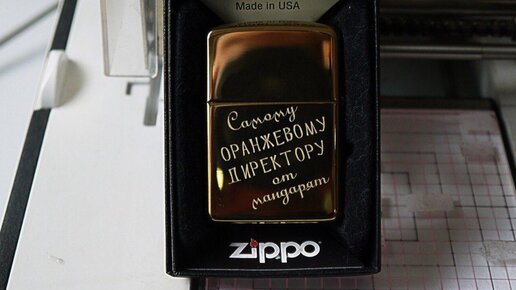 Made in USA
Самому
ОРАНЖЕВОМУ
ДИРЕКТОРУ
от
мандарят
zippo